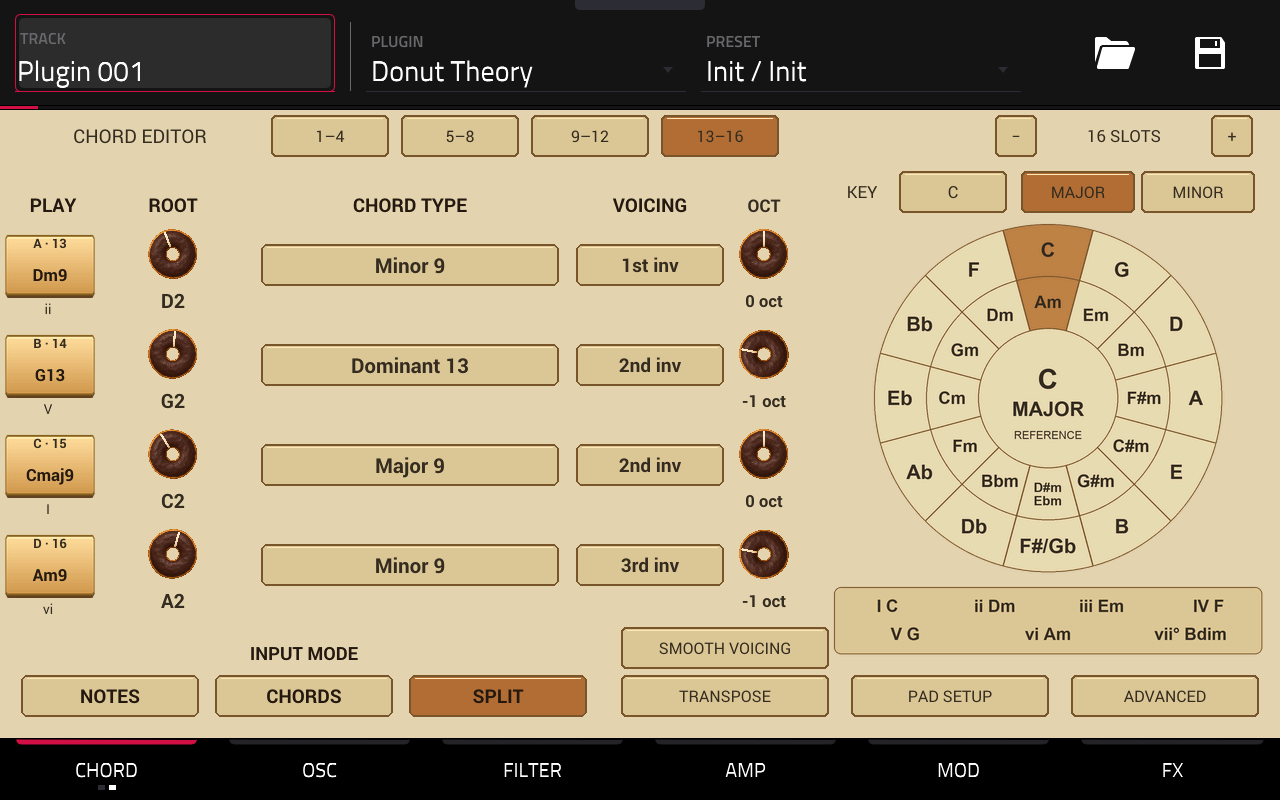 TRACK
Plugin 001
PLUGIN
Donut Theory
PRESET
Init / Init
CHORD EDITOR
1–4
5–8
9–12
13–16
−
16 SLOTS
+
KEY
C
MAJOR
MINOR
PLAY
ROOT
CHORD TYPE
VOICING
OCT
A · 13
Dm9
ii
D2
Minor 9
1st inv
0 oct
B · 14
G13
V
G2
Dominant 13
2nd inv
-1 oct
C · 15
Cmaj9
I
C2
Major 9
2nd inv
0 oct
D · 16
Am9
vi
A2
Minor 9
3rd inv
-1 oct
C
G
D
A
E
B
F#/Gb
Db
Ab
Eb
Bb
F
Am
Em
Bm
F#m
C#m
G#m
D#m
Ebm
Bbm
Fm
Cm
Gm
Dm
C
MAJOR
REFERENCE
I C
ii Dm
iii Em
IV F
V G
vi Am
vii° Bdim
INPUT MODE
SMOOTH VOICING
NOTES
CHORDS
SPLIT
TRANSPOSE
PAD SETUP
ADVANCED
CHORD
OSC
FILTER
AMP
MOD
FX